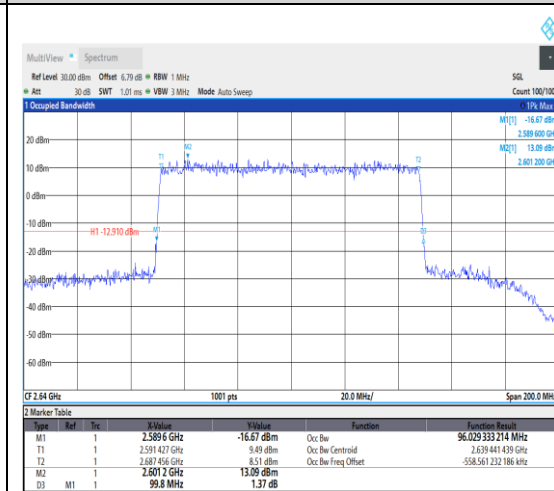 MultiView Spectrum
Ref Level 30.00 dBm Offset 6.79 dB RBW 1 MHz SGL
Att 30 dB SWT 1.01 ms VBW 3 MHz Mode Auto Sweep Count 100/100
1 Occupied Bandwidth 1Pk Max
M1[1] -16.67 dBm
2.589 600 GH
M2[1] 13.09 dBm
2.601 200 GH
20 dBm
T1 M2 T2
10 dBm
0 dBm
-10 dBm
H1 -12.910 dBm M1 D3
-20 dBm
-30 dBm
-40 dBm
-50 dBm
-60 dBm
CF 2.64 GHz 1001 pts 20.0 MHz/ Span 200.0 MHz
2 Marker Table
Type Ref Trc X-Value Y-Value Function Function Result
M1 1 2.589 6 GHz -16.67 dBm Occ Bw 96.029 333 214 MHz
T1 1 2.591 427 GHz 9.49 dBm Occ Bw Centroid 2.639 441 439 GHz
T2 1 2.687 456 GHz 8.51 dBm Occ Bw Freq Offset -558.561 232 186 kHz
M2 1 2.601 2 GHz 13.09 dBm
D3 M1 1 99.8 MHz 1.37 dB